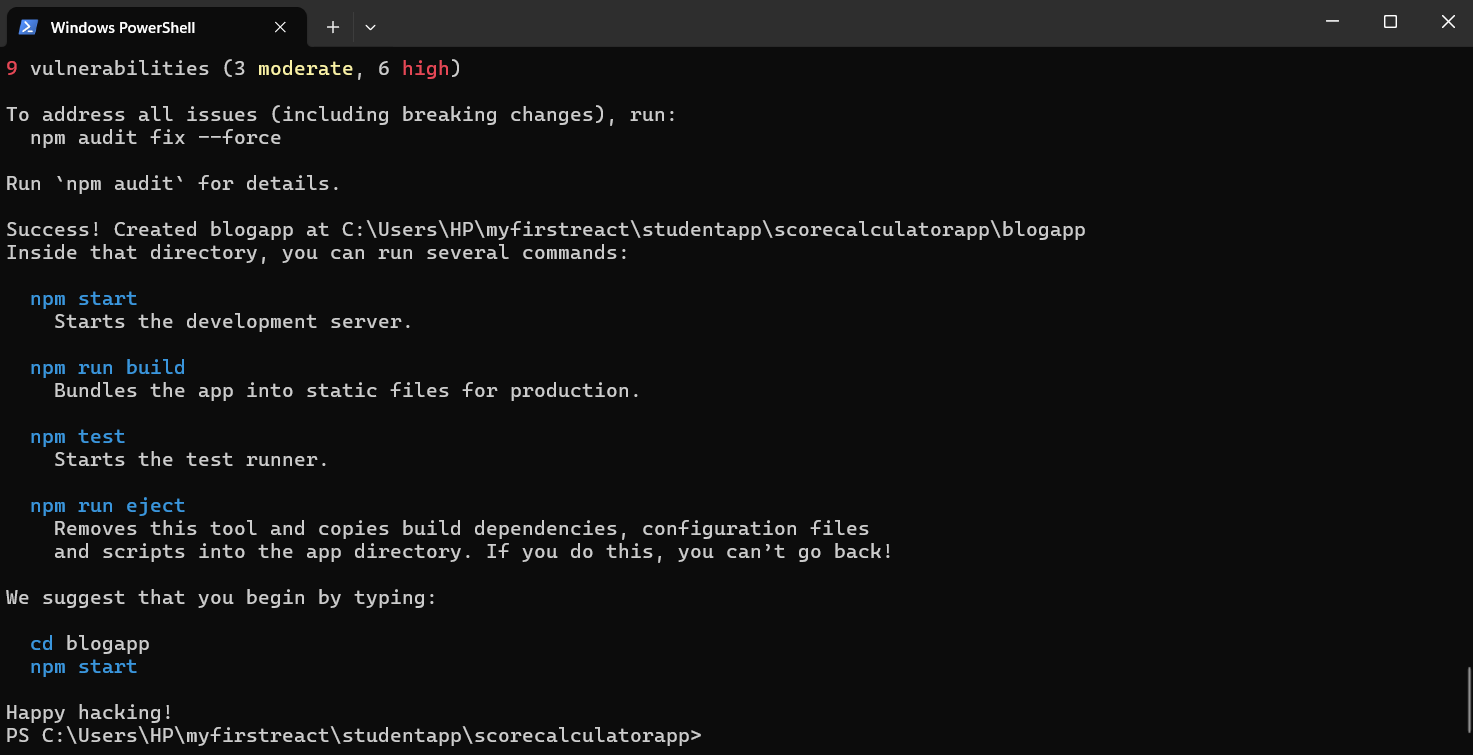 Windows PowerShell
9 vulnerabilities (3 moderate, 6 high)
To address all issues (including breaking changes), run:
npm audit fix --force
Run `npm audit` for details.
Success! Created blogapp at C:\Users\HP\myfirstreact\studentapp\scorecalculatorapp\blogapp
Inside that directory, you can run several commands:
npm start
Starts the development server.
npm run build
Bundles the app into static files for production.
npm test
Starts the test runner.
npm run eject
Removes this tool and copies build dependencies, configuration files
and scripts into the app directory. If you do this, you can’t go back!
We suggest that you begin by typing:
cd blogapp
npm start
Happy hacking!
PS C:\Users\HP\myfirstreact\studentapp\scorecalculatorapp>